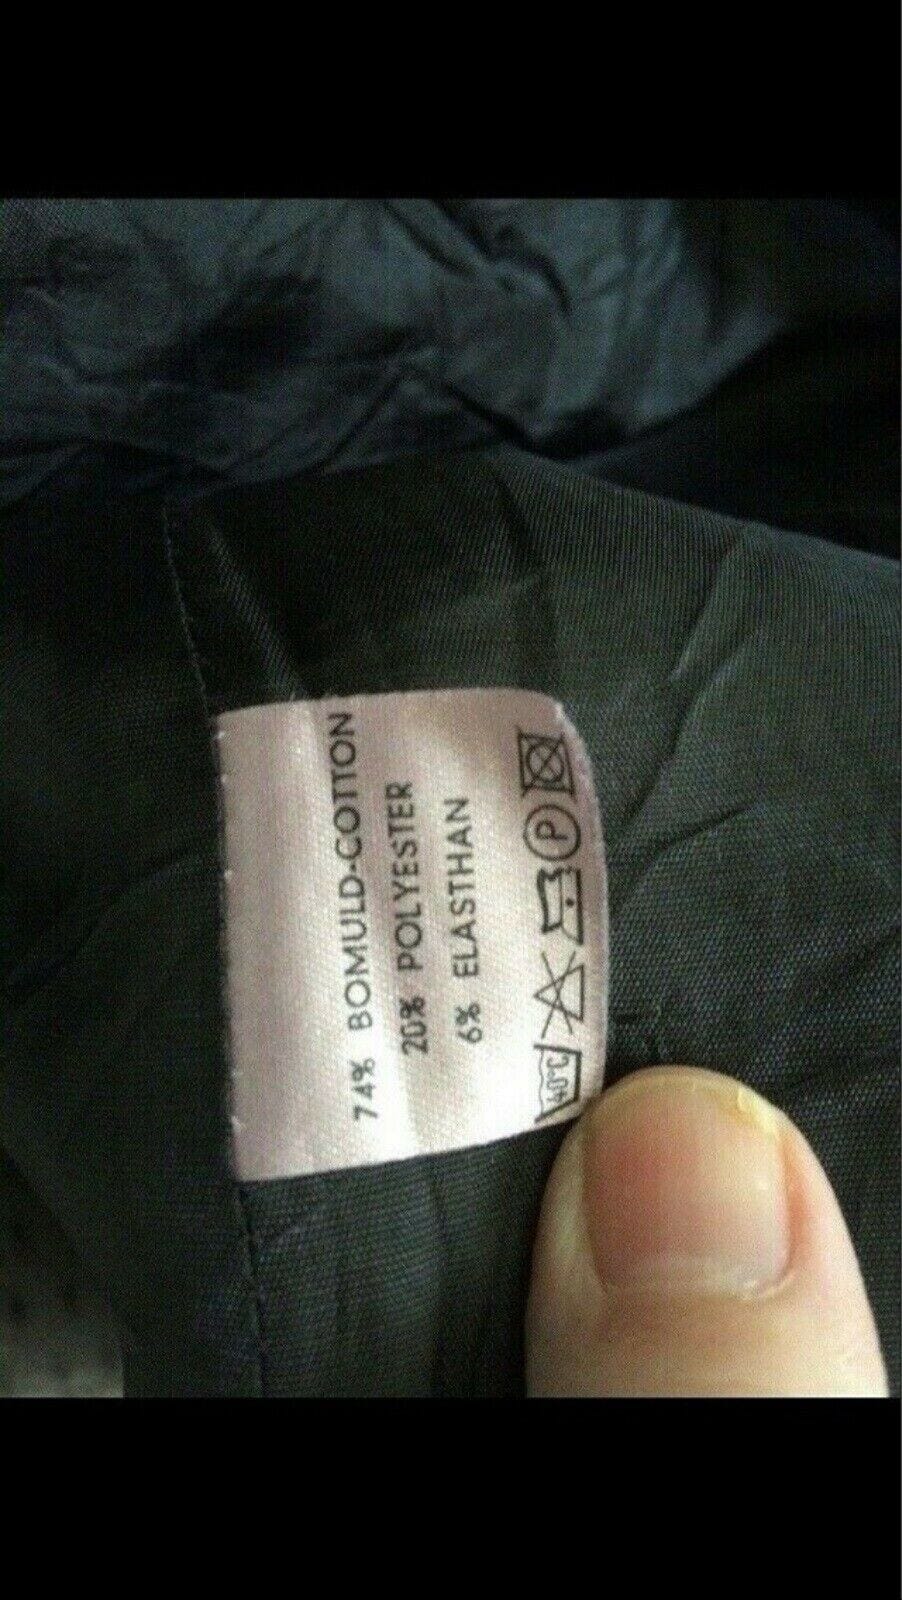 74% BOMULD-COTTON
20% POLYESTER
6% ELASTHAN
40°C P